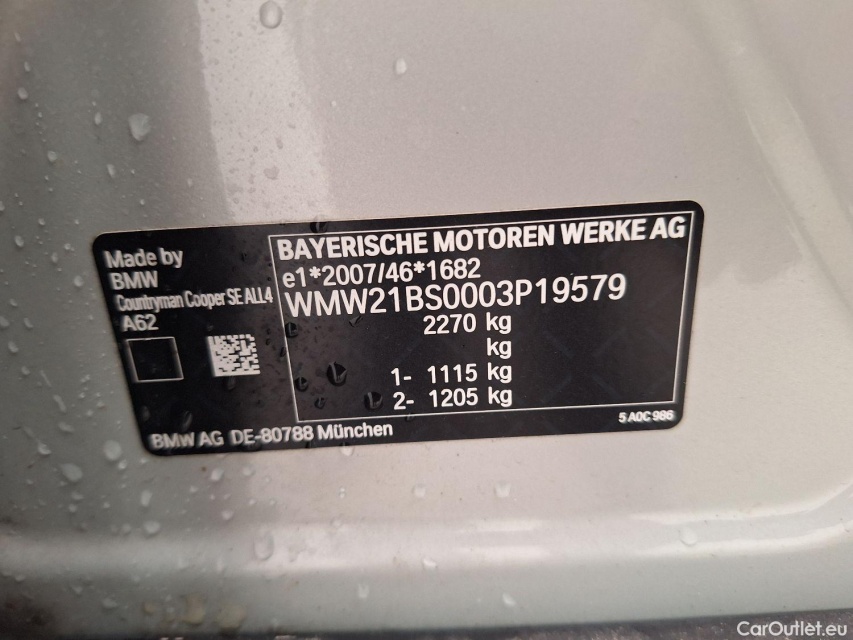 Made by
BMW
Countryman Cooper SE ALL4
A62
BAYERISCHE MOTOREN WERKE AG
e1*2007/46*1682
WMW21BS0003P19579
2270 kg
kg
1- 1115 kg
2- 1205 kg
BMW AG DE-80788 München
5 A0C 986
CarOutlet.eu